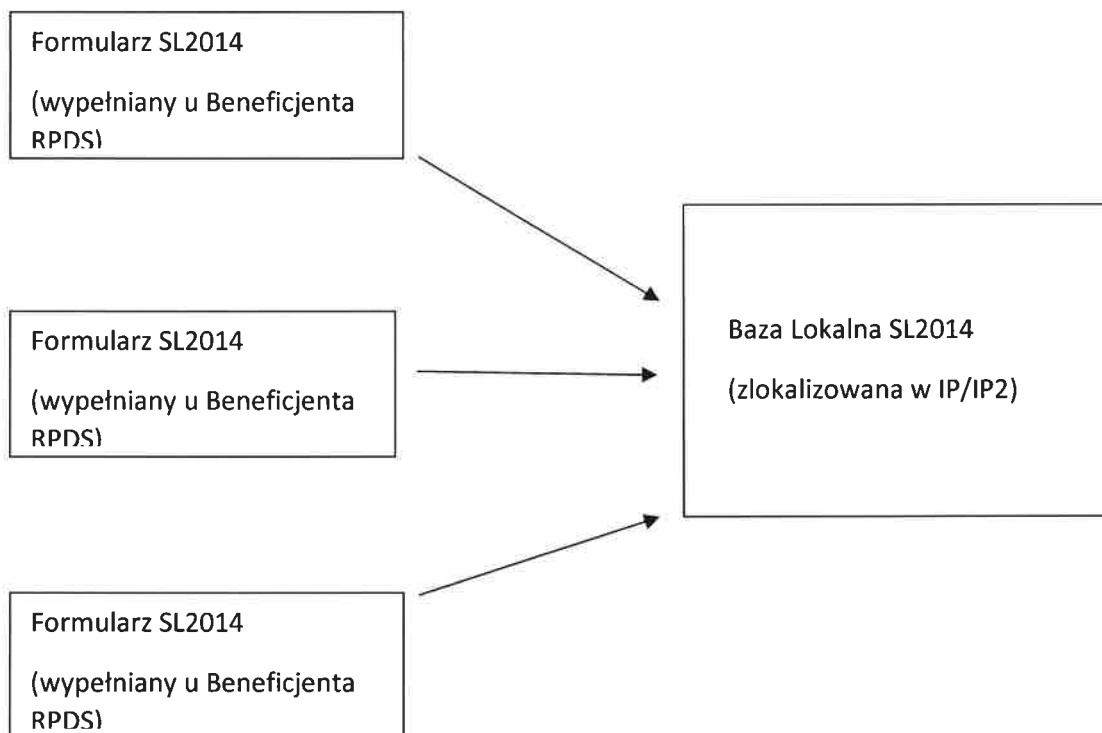 Formularz SL2014
(wypełniany u Beneficjenta
RPDS)
Formularz SL2014
(wypełniany u Beneficjenta
RPDS)
Formularz SL2014
(wypełniany u Beneficjenta
RPDS)
Baza Lokalna SL2014
(zlokalizowana w IP/IP2)